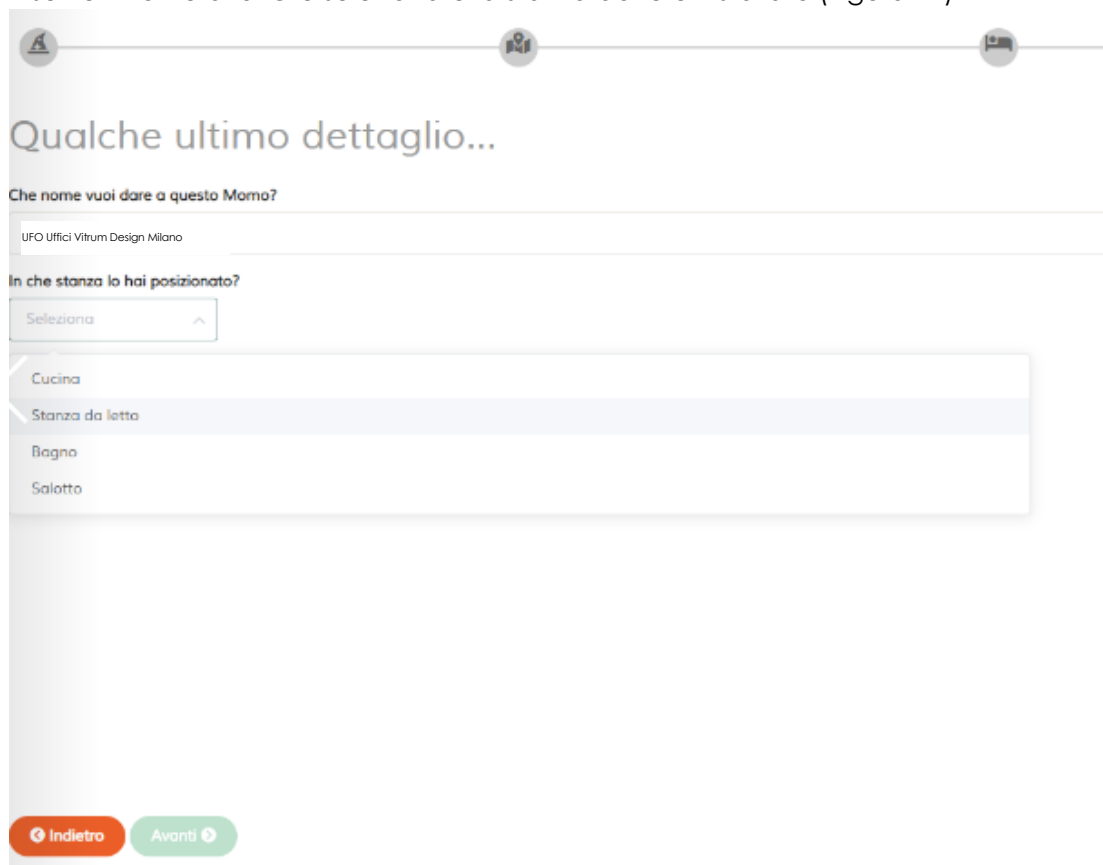 Qualche ultimo dettaglio...
Che nome vuoi dare a questo Momo?
UFO Uffici Vitrum Design Milano
In che stanza lo hai posizionato?
Seleziona
Cucina
Stanza da letto
Bagno
Salotto
Indietro
Avanti